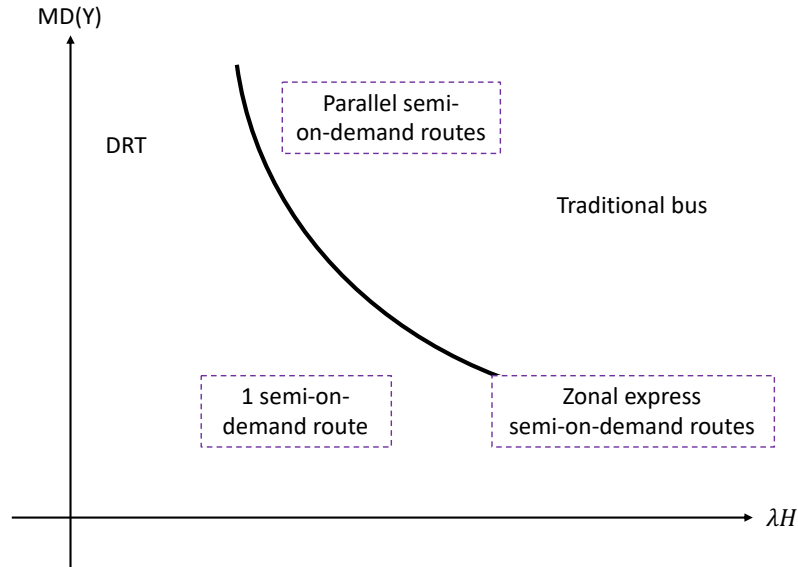 MD(Y)
Parallel semi-
on-demand routes
DRT
Traditional bus
1 semi-on-
demand route
Zonal express
semi-on-demand routes
λH